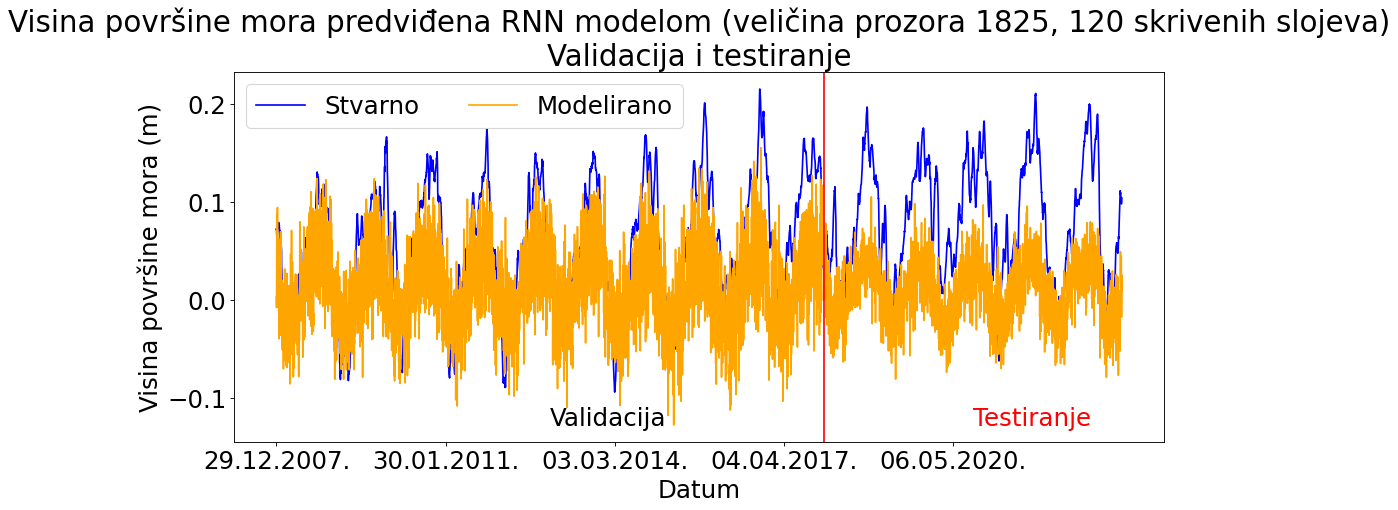 Visina površine mora predviđena RNN modelom (veličina prozora 1825, 120 skrivenih slojeva)
Validacija i testiranje
Stvarno
Modelirano
Visina površine mora (m)
0.2
0.1
0.0
−0.1
Validacija
Testiranje
29.12.2007.
30.01.2011.
03.03.2014.
04.04.2017.
06.05.2020.
Datum